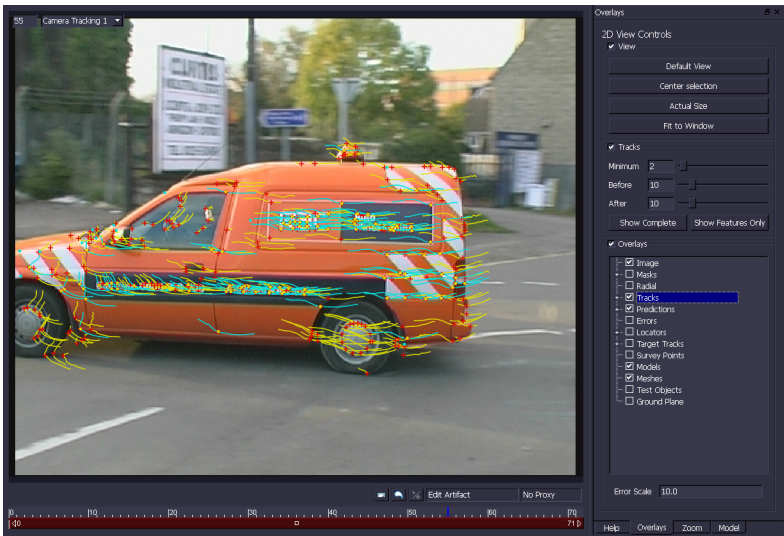 55 Camera Tracking 1
Auto
Edit Artifact No Proxy
0 10 20 30 40 50 60 70
0 71
Overlays
2D View Controls
View
Default View
Center selection
Actual Size
Fit to Window
Tracks
Minimum 2
Before 10
After 10
Show Complete Show Features Only
Overlays
Image
Masks
Radial
Tracks
Predictions
Errors
Locators
Target Tracks
Survey Points
Models
Meshes
Test Objects
Ground Plane
Error Scale 10.0
Help Overlays Zoom Model